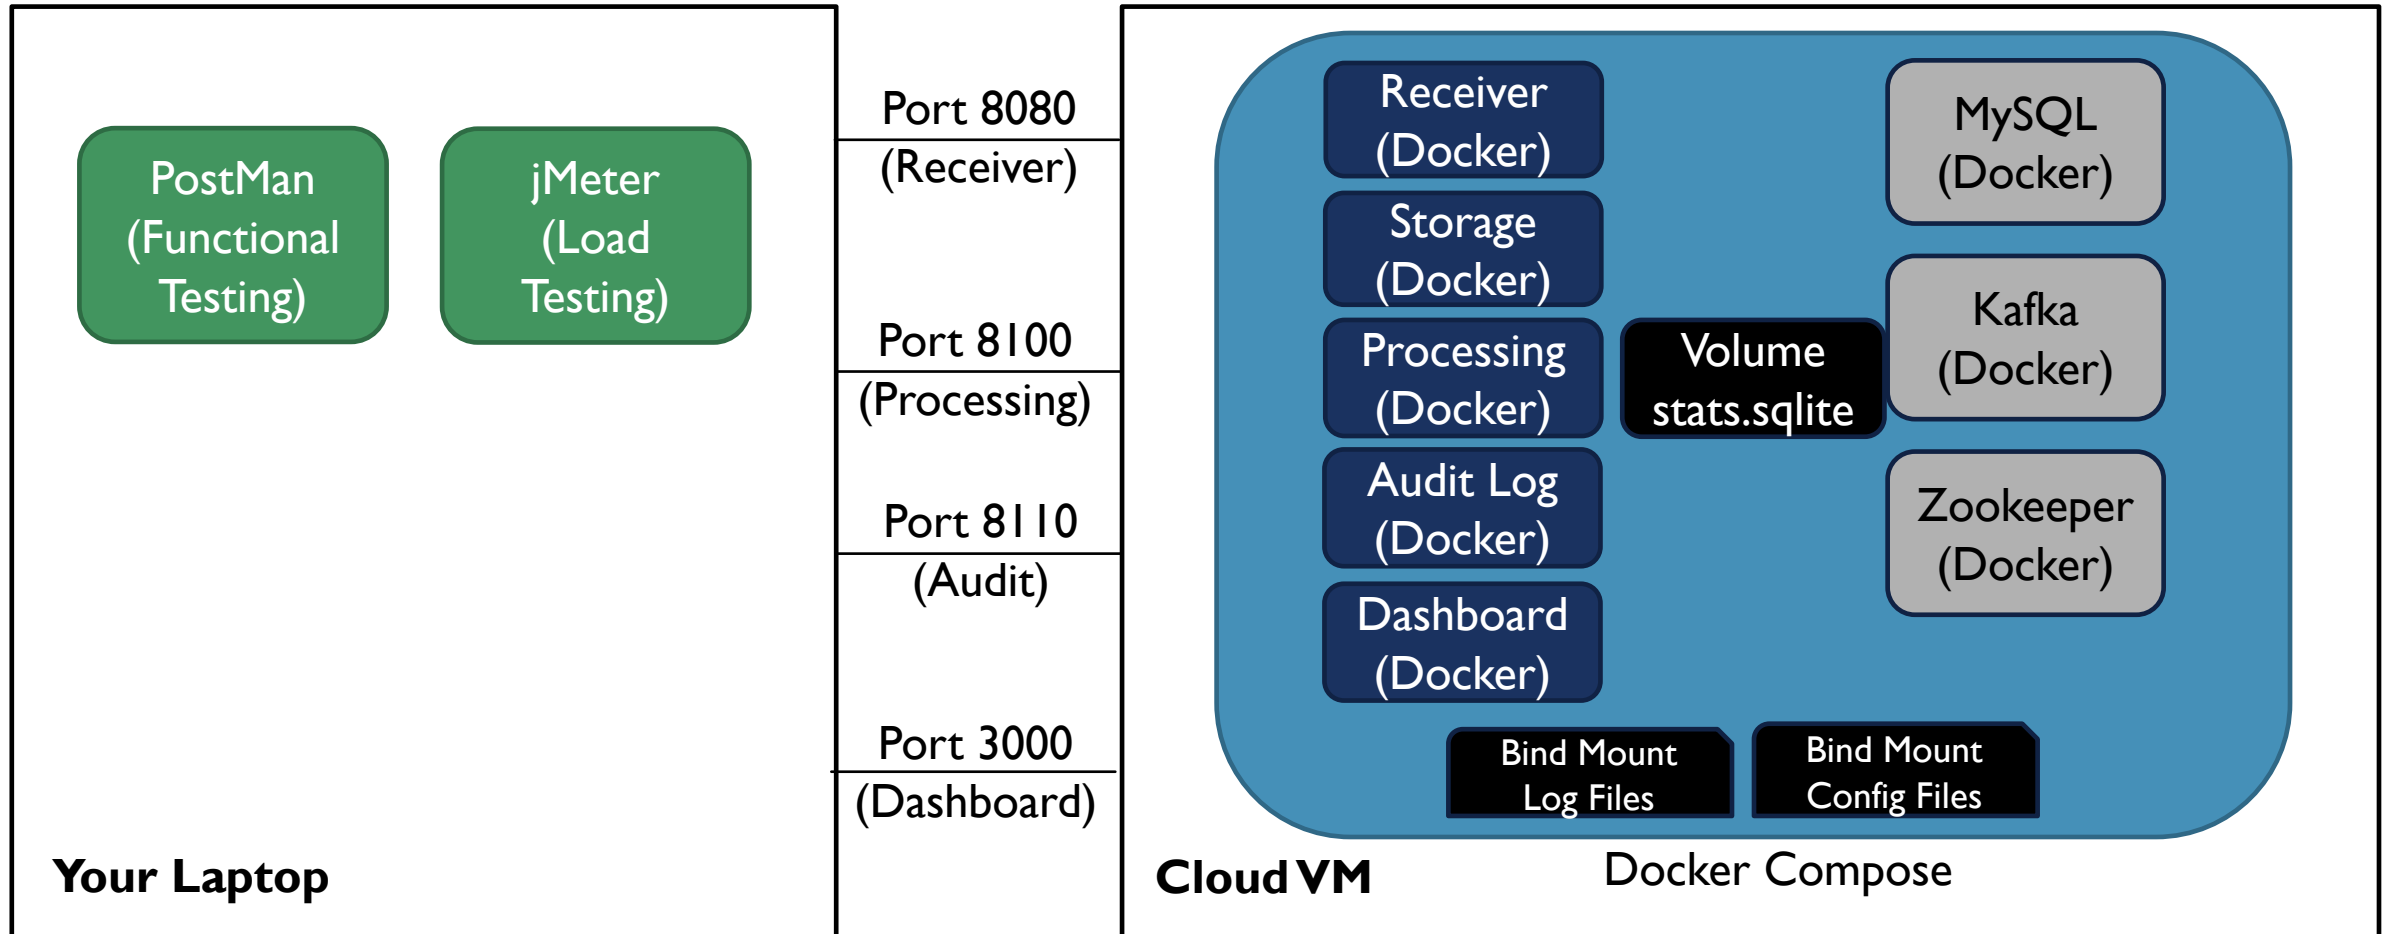 PostMan
(Functional
Testing)
jMeter
(Load
Testing)
Your Laptop
Port 8080
(Receiver)
Port 8100
(Processing)
Port 8110
(Audit)
Port 3000
(Dashboard)
Receiver
(Docker)
Storage
(Docker)
Processing
(Docker)
Audit Log
(Docker)
Dashboard
(Docker)
Volume
stats.sqlite
MySQL
(Docker)
Kafka
(Docker)
Zookeeper
(Docker)
Bind Mount
Log Files
Bind Mount
Config Files
Cloud VM
Docker Compose